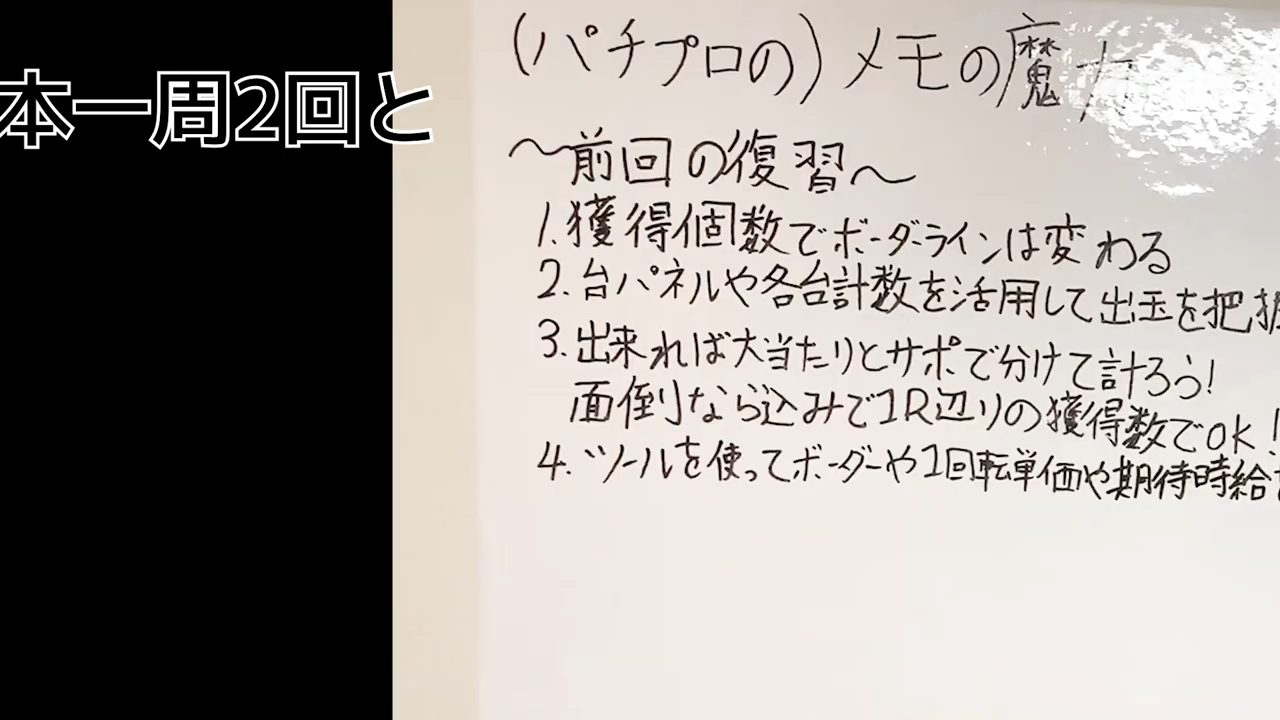 本一周2回と
(パチプロの)メモの魔力
〜前回の復習〜
1.獲得個数でボーダーラインは変わる
2.台パネルや各台計数を活用して出玉を把握
3.出来れば大当たりとサポで分けて計ろう!
面倒なら込みで1R辺りの獲得数でOK!
4.ツールを使ってボーダーや1回転単価や期待時給